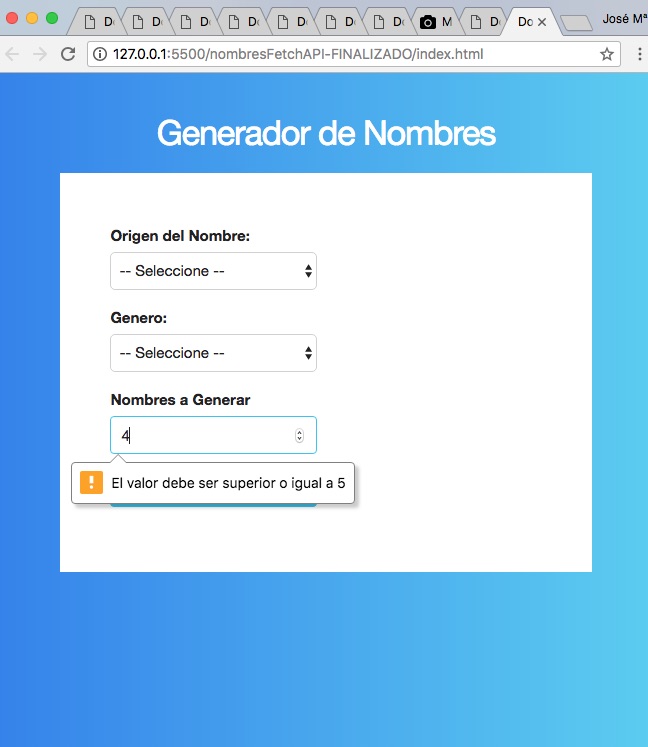 José Mª
127.0.0.1:5500/nombresFetchAPI-FINALIZADO/index.html
Generador de Nombres
Origen del Nombre:
-- Seleccione --
Genero:
-- Seleccione --
Nombres a Generar
4
El valor debe ser superior o igual a 5